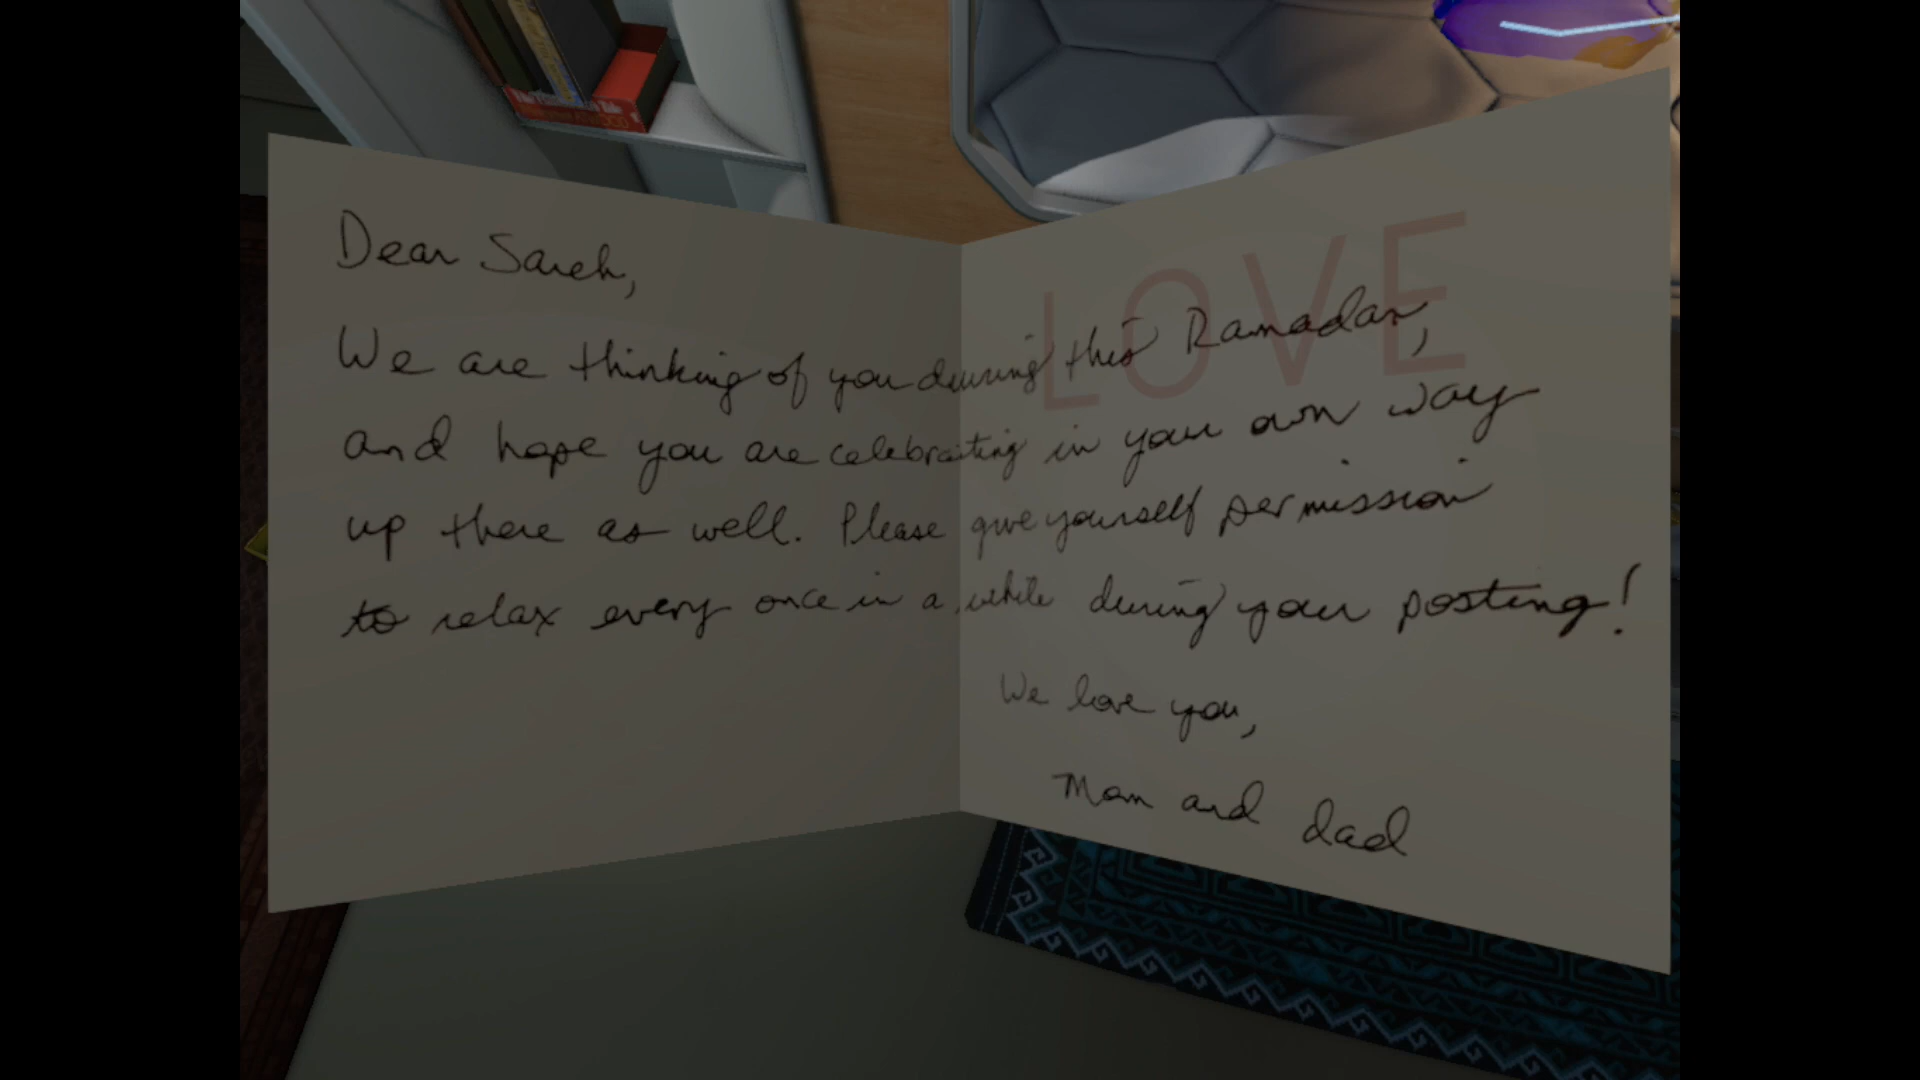 Dear Sareh,
We are thinking of you during this Ramadan,
and hope you are celebrating in your own way
up there as well. Please give yourself permission
to relax every once in a while during your posting!
We love you,
Mom and dad
LOVE
ATWOOD